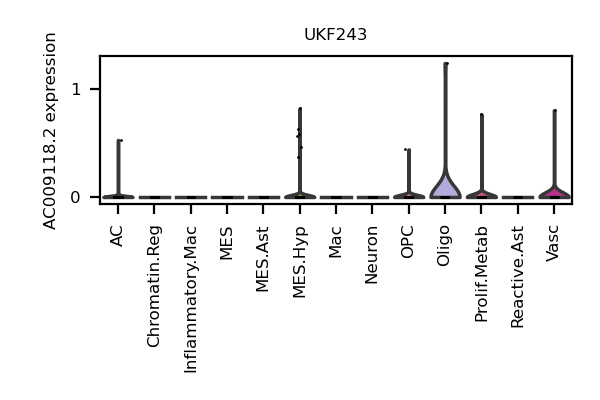 UKF243
AC009118.2 expression
1
0
AC
Chromatin.Reg
Inflammatory.Mac
MES
MES.Ast
MES.Hyp
Mac
Neuron
OPC
Oligo
Prolif.Metab
Reactive.Ast
Vasc